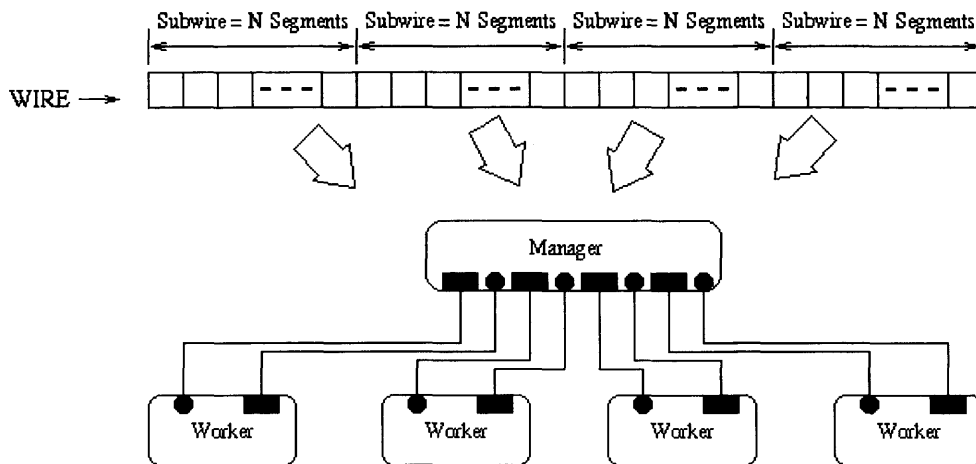 Subwire = N Segments Subwire = N Segments Subwire = N Segments Subwire = N Segments
WIRE
Manager
Worker Worker Worker Worker